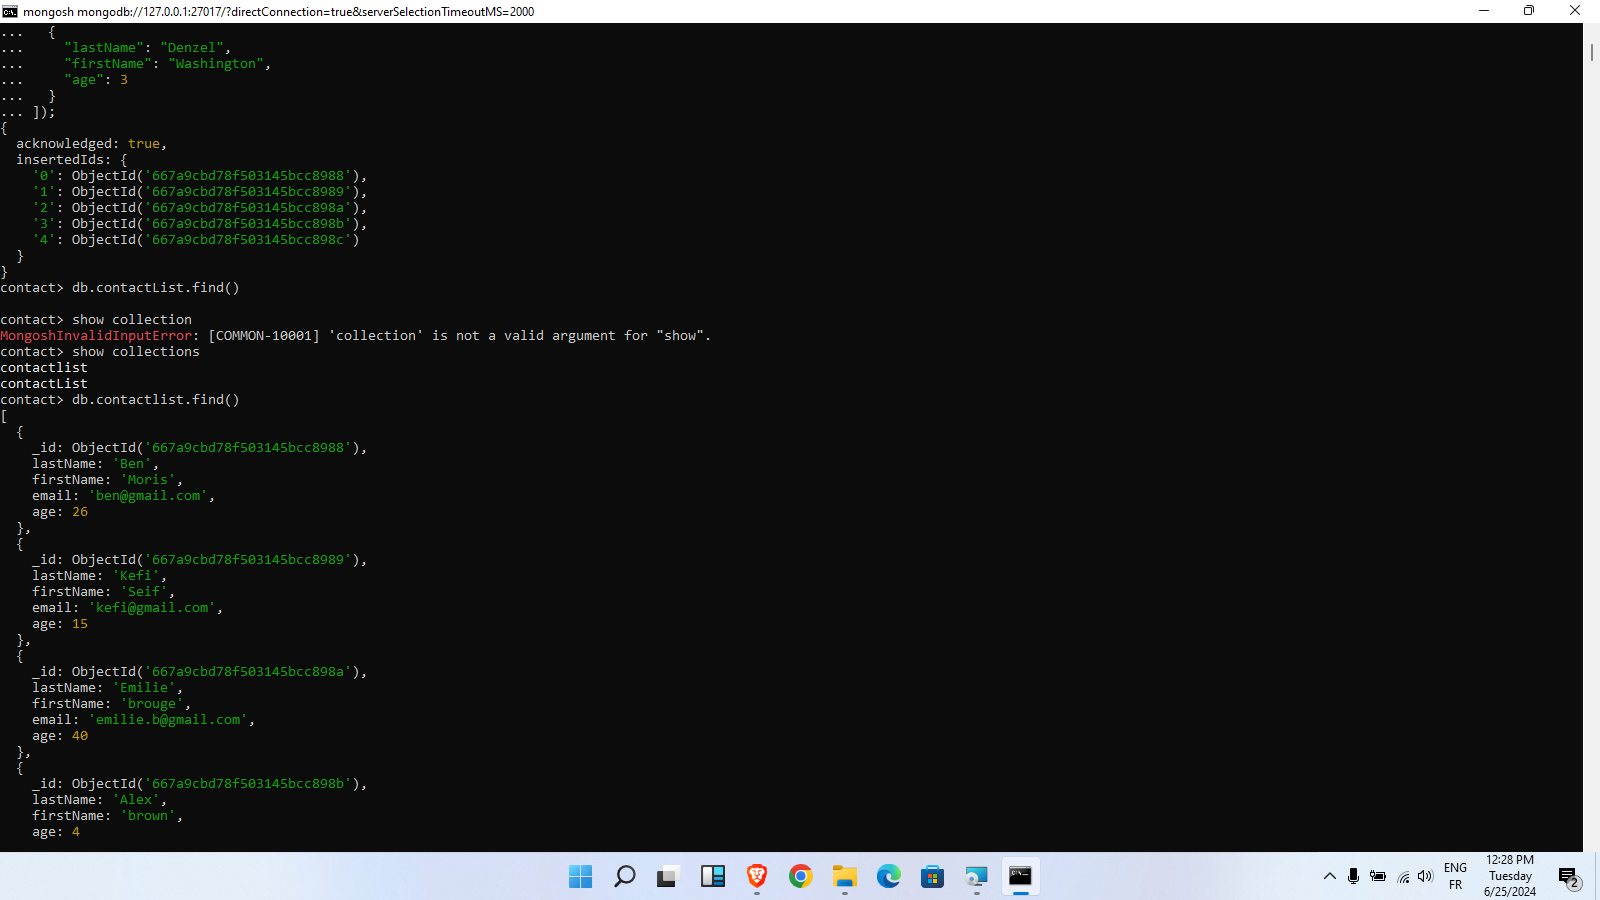 mongosh mongodb://127.0.0.1:27017/?directConnection=true&serverSelectionTimeoutMS=2000
...   {
...     "lastName": "Denzel",
...     "firstName": "Washington",
...     "age": 3
...   }
... ]);
{
  acknowledged: true,
  insertedIds: {
    '0': ObjectId('667a9cbd78f503145bcc8988'),
    '1': ObjectId('667a9cbd78f503145bcc8989'),
    '2': ObjectId('667a9cbd78f503145bcc898a'),
    '3': ObjectId('667a9cbd78f503145bcc898b'),
    '4': ObjectId('667a9cbd78f503145bcc898c')
  }
}
contact> db.contactList.find()
contact> show collection
MongoshInvalidInputError: [COMMON-10001] 'collection' is not a valid argument for "show".
contact> show collections
contactlist
contactList
contact> db.contactlist.find()
[
  {
    _id: ObjectId('667a9cbd78f503145bcc8988'),
    lastName: 'Ben',
    firstName: 'Moris',
    email: 'ben@gmail.com',
    age: 26
  },
  {
    _id: ObjectId('667a9cbd78f503145bcc8989'),
    lastName: 'Kefi',
    firstName: 'Seif',
    email: 'kefi@gmail.com',
    age: 15
  },
  {
    _id: ObjectId('667a9cbd78f503145bcc898a'),
    lastName: 'Emilie',
    firstName: 'brouge',
    email: 'emilie.b@gmail.com',
    age: 40
  },
  {
    _id: ObjectId('667a9cbd78f503145bcc898b'),
    lastName: 'Alex',
    firstName: 'brown',
    age: 4
ENG
FR
12:28 PM
Tuesday
6/25/2024
2